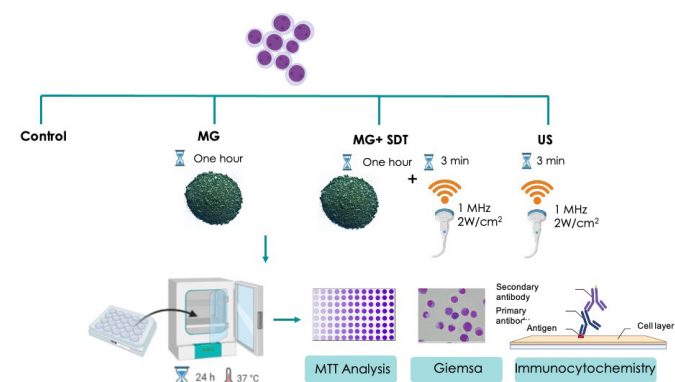 Control
MG
MG+ SDT
US
One hour
One hour
+
3 min
3 min
1 MHz
2W/cm²
1 MHz
2W/cm²
24 h
37 °C
MTT Analysis
Giemsa
Secondary
antibody
Primary
Antigen
Cell layer
Immunocytochemistry